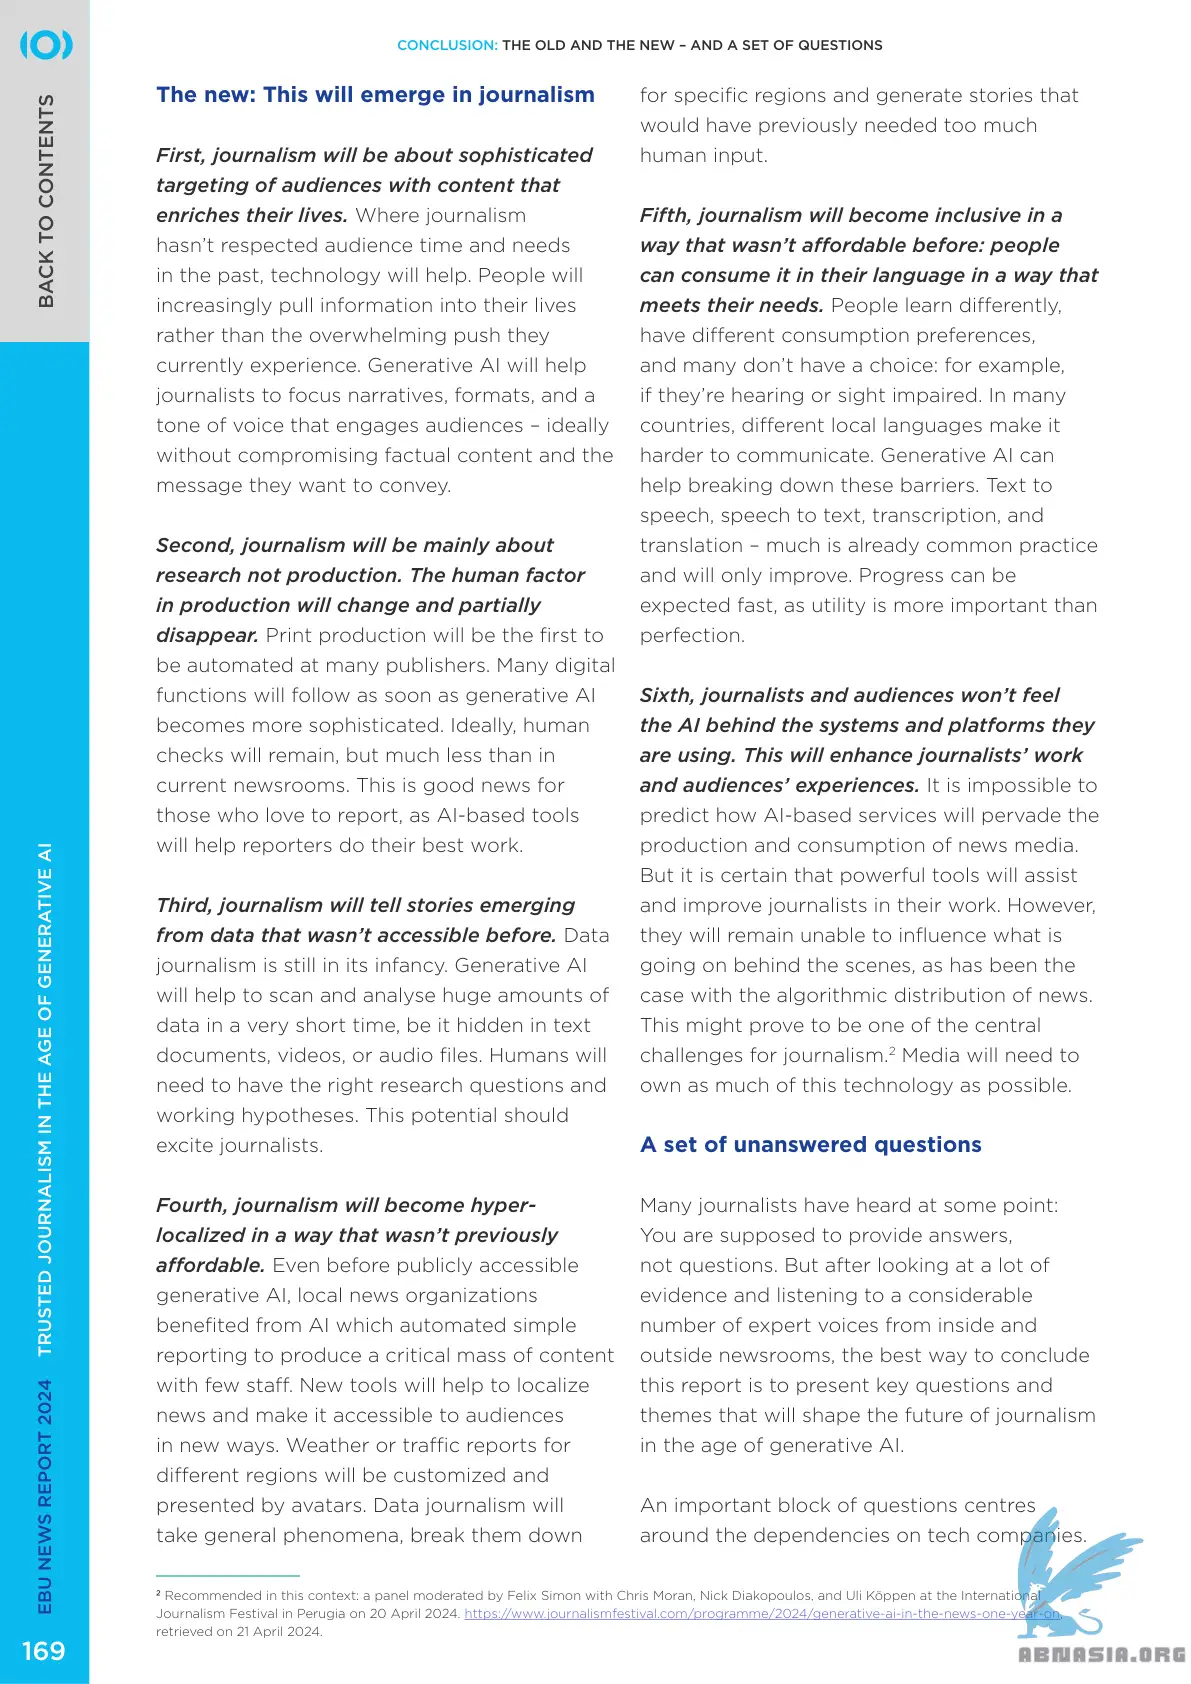 CONCLUSION: THE OLD AND THE NEW – AND A SET OF QUESTIONS
BACK TO CONTENTS
The new: This will emerge in journalism
First, journalism will be about sophisticated
targeting of audiences with content that
enriches their lives. Where journalism
hasn’t respected audience time and needs
in the past, technology will help. People will
increasingly pull information into their lives
rather than the overwhelming push they
currently experience. Generative AI will help
journalists to focus narratives, formats, and a
tone of voice that engages audiences – ideally
without compromising factual content and the
message they want to convey.
Second, journalism will be mainly about
research not production. The human factor
in production will change and partially
disappear. Print production will be the first to
be automated at many publishers. Many digital
functions will follow as soon as generative AI
becomes more sophisticated. Ideally, human
checks will remain, but much less than in
current newsrooms. This is good news for
those who love to report, as AI-based tools
will help reporters do their best work.
Third, journalism will tell stories emerging
from data that wasn’t accessible before. Data
journalism is still in its infancy. Generative AI
will help to scan and analyse huge amounts of
data in a very short time, be it hidden in text
documents, videos, or audio files. Humans will
need to have the right research questions and
working hypotheses. This potential should
excite journalists.
Fourth, journalism will become hyper-
localized in a way that wasn’t previously
affordable. Even before publicly accessible
generative AI, local news organizations
benefited from AI which automated simple
reporting to produce a critical mass of content
with few staff. New tools will help to localize
news and make it accessible to audiences
in new ways. Weather or traffic reports for
different regions will be customized and
presented by avatars. Data journalism will
take general phenomena, break them down
for specific regions and generate stories that
would have previously needed too much
human input.
Fifth, journalism will become inclusive in a
way that wasn’t affordable before: people
can consume it in their language in a way that
meets their needs. People learn differently,
have different consumption preferences,
and many don’t have a choice: for example,
if they’re hearing or sight impaired. In many
countries, different local languages make it
harder to communicate. Generative AI can
help breaking down these barriers. Text to
speech, speech to text, transcription, and
translation – much is already common practice
and will only improve. Progress can be
expected fast, as utility is more important than
perfection.
Sixth, journalists and audiences won’t feel
the AI behind the systems and platforms they
are using. This will enhance journalists’ work
and audiences’ experiences. It is impossible to
predict how AI-based services will pervade the
production and consumption of news media.
But it is certain that powerful tools will assist
and improve journalists in their work. However,
they will remain unable to influence what is
going on behind the scenes, as has been the
case with the algorithmic distribution of news.
This might prove to be one of the central
challenges for journalism.² Media will need to
own as much of this technology as possible.
A set of unanswered questions
Many journalists have heard at some point:
You are supposed to provide answers,
not questions. But after looking at a lot of
evidence and listening to a considerable
number of expert voices from inside and
outside newsrooms, the best way to conclude
this report is to present key questions and
themes that will shape the future of journalism
in the age of generative AI.
An important block of questions centres
around the dependencies on tech companies.
² Recommended in this context: a panel moderated by Felix Simon with Chris Moran, Nick Diakopoulos, and Uli Köppen at the International
Journalism Festival in Perugia on 20 April 2024. https://www.journalismfestival.com/programme/2024/generative-ai-in-the-news-one-year-on,
retrieved on 21 April 2024.
EBU NEWS REPORT 2024 TRUSTED JOURNALISM IN THE AGE OF GENERATIVE AI
169
ABNASIA.ORG